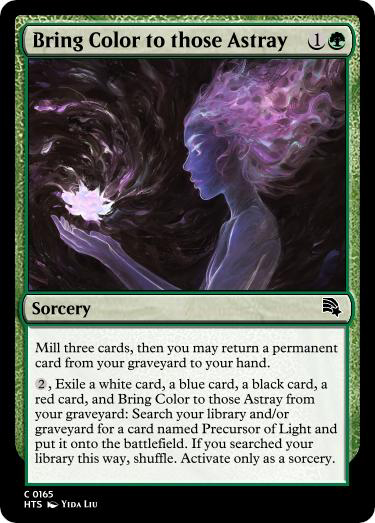 Bring Color to those Astray 1
Sorcery
Mill three cards, then you may return a permanent
card from your graveyard to your hand.
2, Exile a white card, a blue card, a black card, a
red card, and Bring Color to those Astray from
your graveyard: Search your library and/or
graveyard for a card named Precursor of Light and
put it onto the battlefield. If you searched your
library this way, shuffle. Activate only as a sorcery.
C 0165
HTS Yida Liu